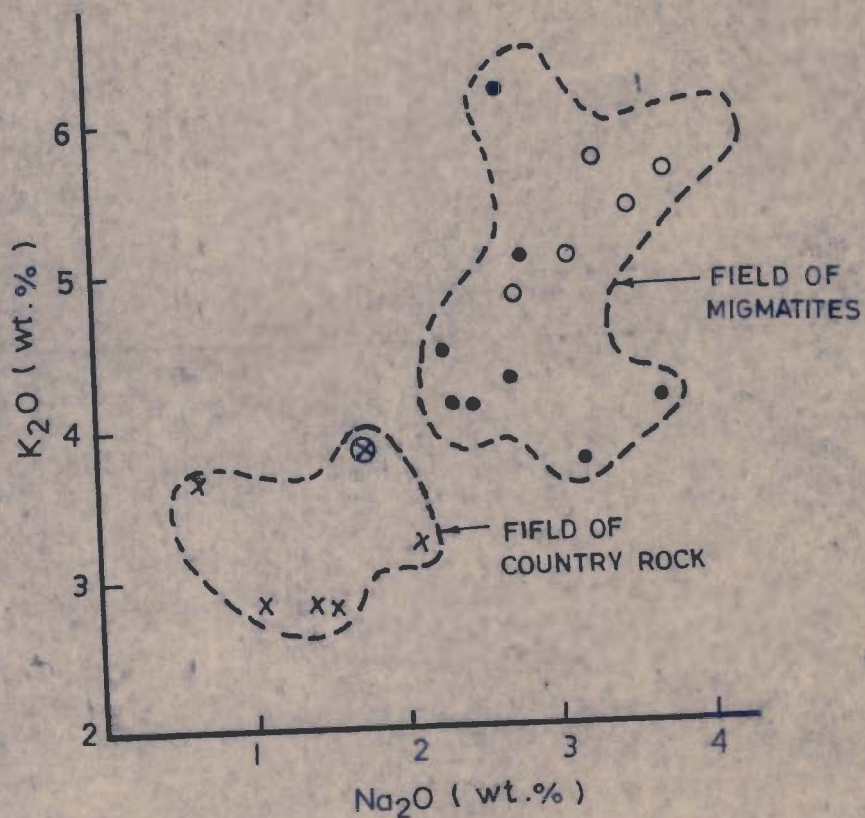 6
5
4
3
2
K₂O ( wt.%)
FIELD OF
MIGMATITES
FIFLD OF
COUNTRY ROCK
1
2
3
4
Na₂O ( wt.%)